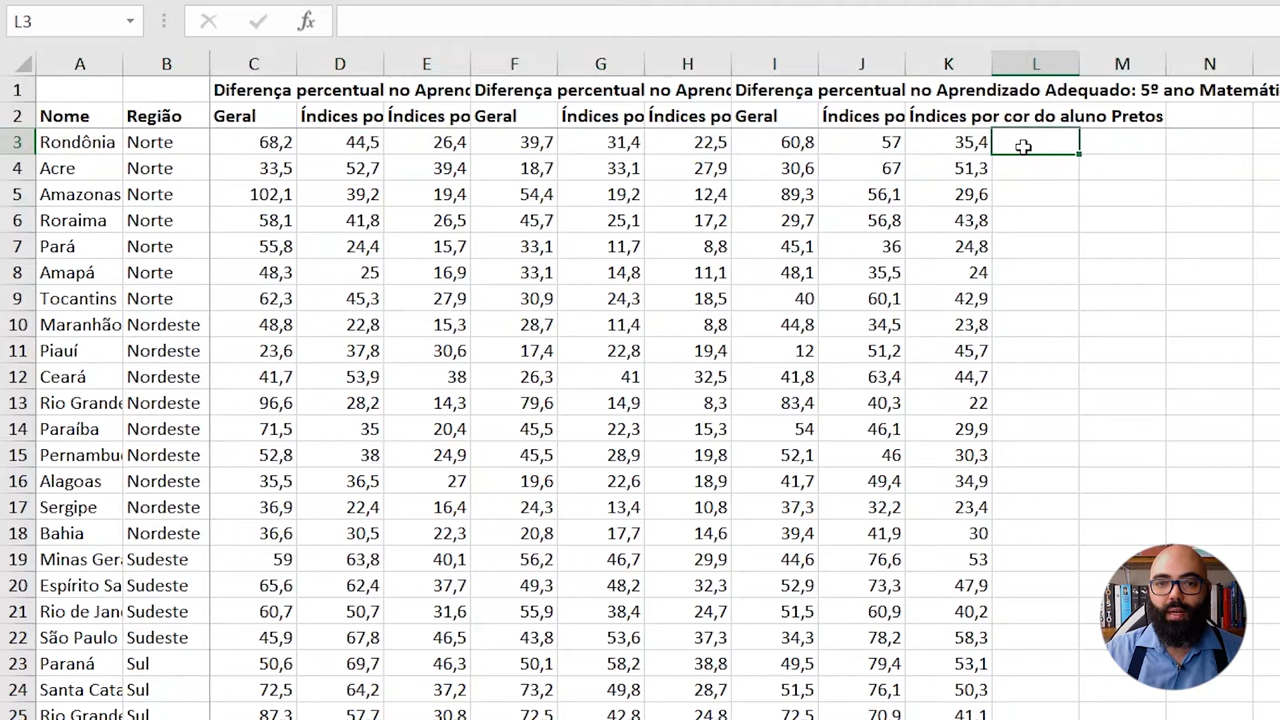 L3
fx
A B C D E F G H I J K L M N
1 Diferença percentual no Aprend Diferença percentual no Aprend Diferença percentual no Aprendizado Adequado: 5º ano Matemáti
2 Nome Região Geral Índices po Índices po Geral Índices po Índices po Geral Índices po Índices por cor do aluno Pretos
3 Rondônia Norte 68,2 44,5 26,4 39,7 31,4 22,5 60,8 57 35,4
4 Acre Norte 33,5 52,7 39,4 18,7 33,1 27,9 30,6 67 51,3
5 Amazonas Norte 102,1 39,2 19,4 54,4 19,2 12,4 89,3 56,1 29,6
6 Roraima Norte 58,1 41,8 26,5 45,7 25,1 17,2 29,7 56,8 43,8
7 Pará Norte 55,8 24,4 15,7 33,1 11,7 8,8 45,1 36 24,8
8 Amapá Norte 48,3 25 16,9 33,1 14,8 11,1 48,1 35,5 24
9 Tocantins Norte 62,3 45,3 27,9 30,9 24,3 18,5 40 60,1 42,9
10 Maranhão Nordeste 48,8 22,8 15,3 28,7 11,4 8,8 44,8 34,5 23,8
11 Piauí Nordeste 23,6 37,8 30,6 17,4 22,8 19,4 12 51,2 45,7
12 Ceará Nordeste 41,7 53,9 38 26,3 41 32,5 41,8 63,4 44,7
13 Rio Grande Nordeste 96,6 28,2 14,3 79,6 14,9 8,3 83,4 40,3 22
14 Paraíba Nordeste 71,5 35 20,4 45,5 22,3 15,3 54 46,1 29,9
15 Pernambu Nordeste 52,8 38 24,9 45,5 28,9 19,8 52,1 46 30,3
16 Alagoas Nordeste 35,5 36,5 27 19,6 22,6 18,9 41,7 49,4 34,9
17 Sergipe Nordeste 36,9 22,4 16,4 24,3 13,4 10,8 37,3 32,2 23,4
18 Bahia Nordeste 36,6 30,5 22,3 20,8 17,7 14,6 39,4 41,9 30
19 Minas Gera Sudeste 59 63,8 40,1 56,2 46,7 29,9 44,6 76,6 53
20 Espírito Sa Sudeste 65,6 62,4 37,7 49,3 48,2 32,3 52,9 73,3 47,9
21 Rio de Jane Sudeste 60,7 50,7 31,6 55,9 38,4 24,7 51,5 60,9 40,2
22 São Paulo Sudeste 45,9 67,8 46,5 43,8 53,6 37,3 34,3 78,2 58,3
23 Paraná Sul 50,6 69,7 46,3 50,1 58,2 38,8 49,5 79,4 53,1
24 Santa Cata Sul 72,5 64,2 37,2 73,2 49,8 28,7 51,5 76,1 50,3
25 Rio Grande Sul 87,3 57,7 30,8 72,5 42,8 24,8 72,5 70,9 41,1